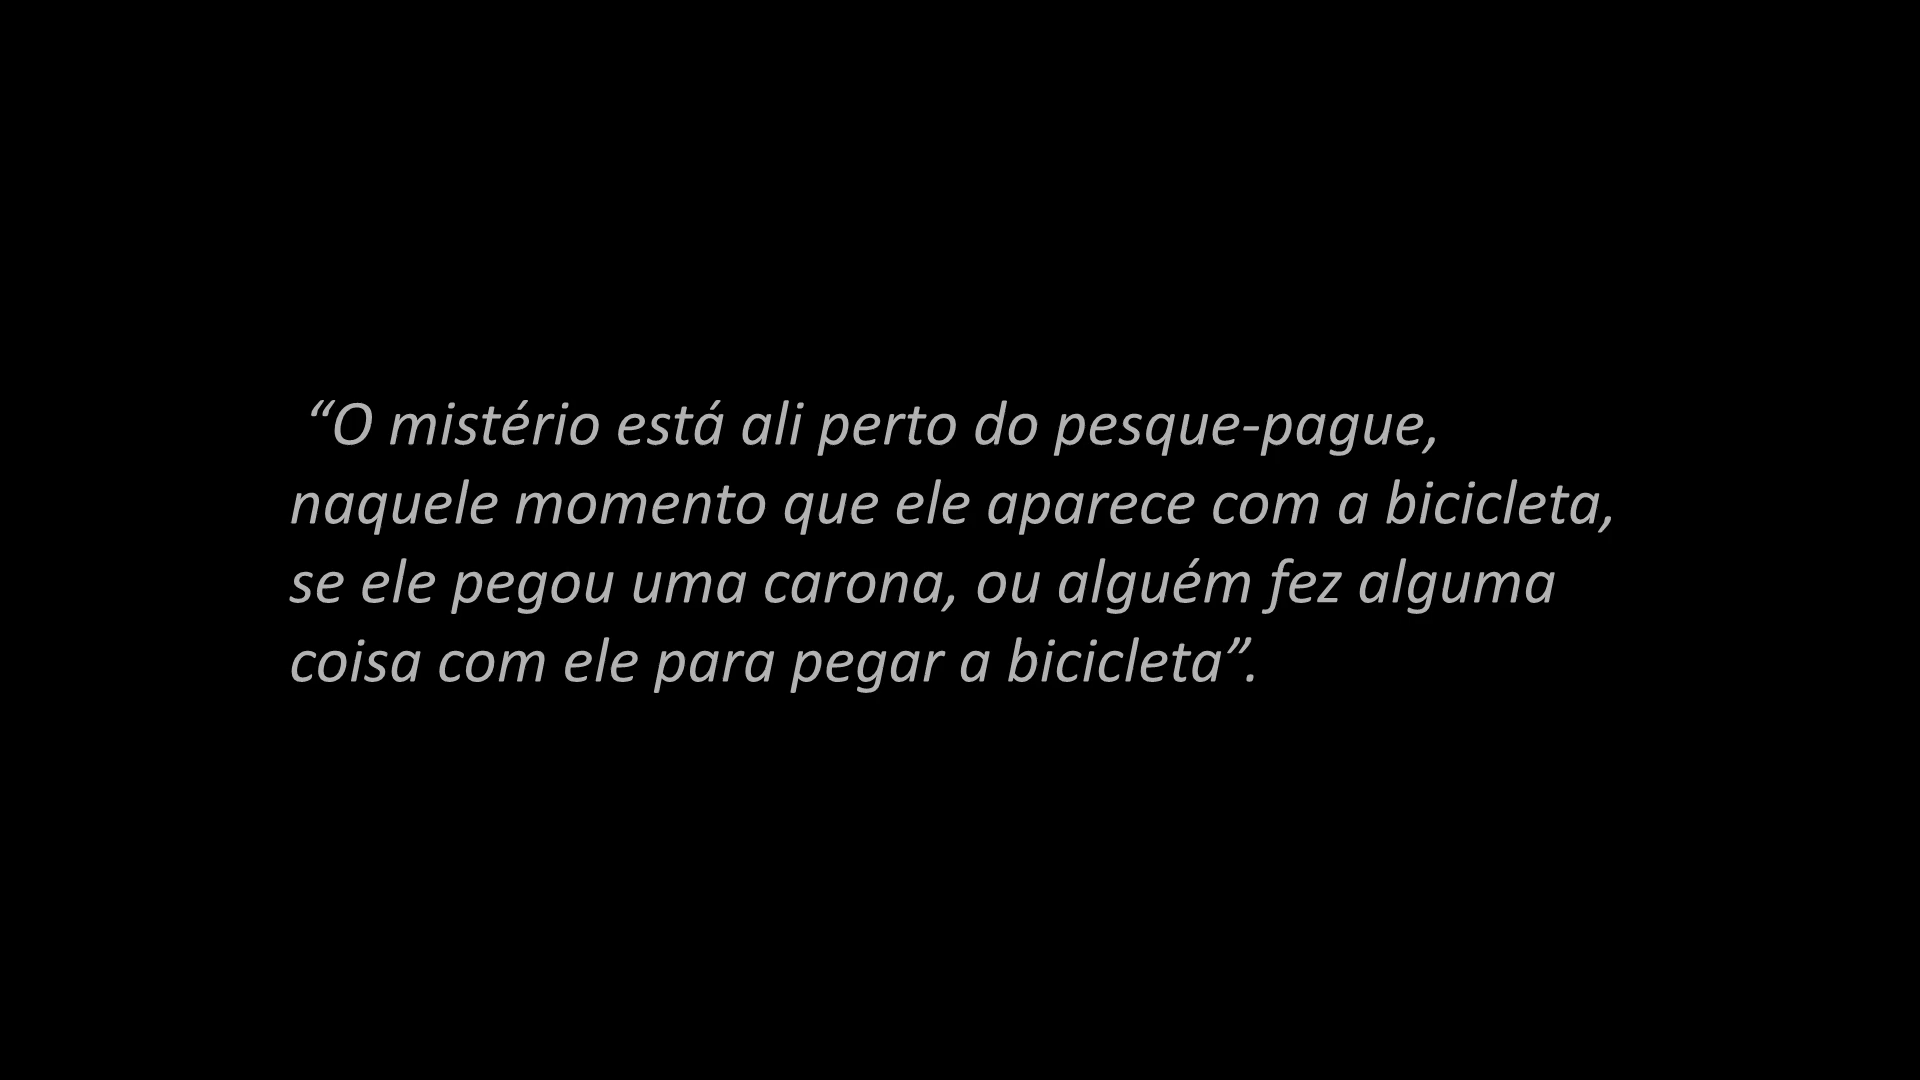 “O mistério está ali perto do pesque-pague,
naquele momento que ele aparece com a bicicleta,
se ele pegou uma carona, ou alguém fez alguma
coisa com ele para pegar a bicicleta”.